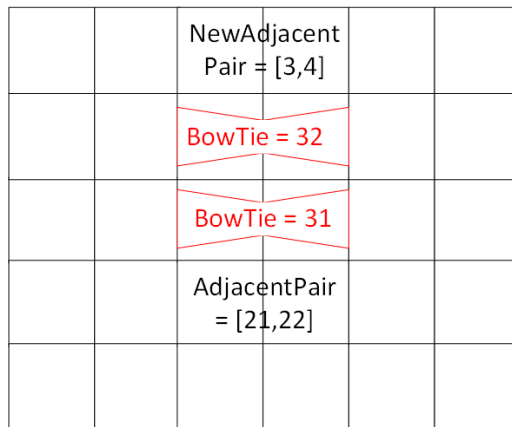 NewAdjacent
Pair = [3,4]
BowTie = 32
BowTie = 31
AdjacentPair
= [21,22]